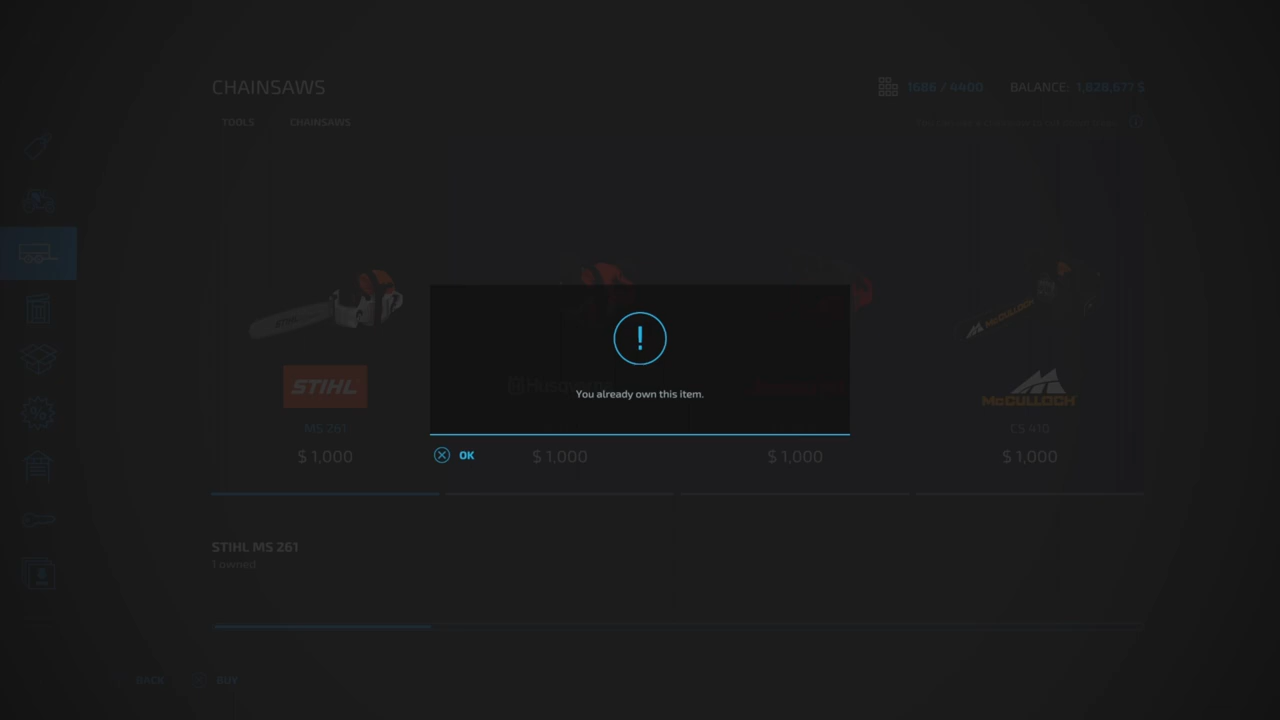 CHAINSAWS
1686 / 4400
BALANCE: 1,828,677 $
TOOLS
CHAINSAWS
STIHL
Husqvarna
McCULLOCH
MS 261
CS 410
$ 1,000
$ 1,000
$ 1,000
$ 1,000
You already own this item.
OK
STIHL MS 261
1 owned
BACK
BUY